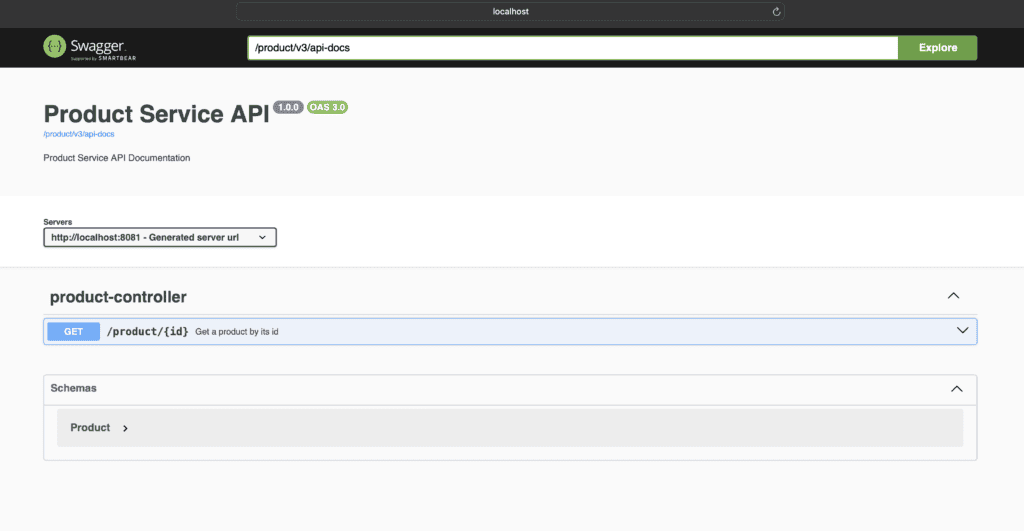 localhost
Swagger.
Supported by SMARTBEAR
/product/v3/api-docs
Explore
Product Service API 1.0.0 OAS 3.0
/product/v3/api-docs
Product Service API Documentation
Servers
http://localhost:8081 - Generated server url
product-controller
GET /product/{id} Get a product by its id
Schemas
Product